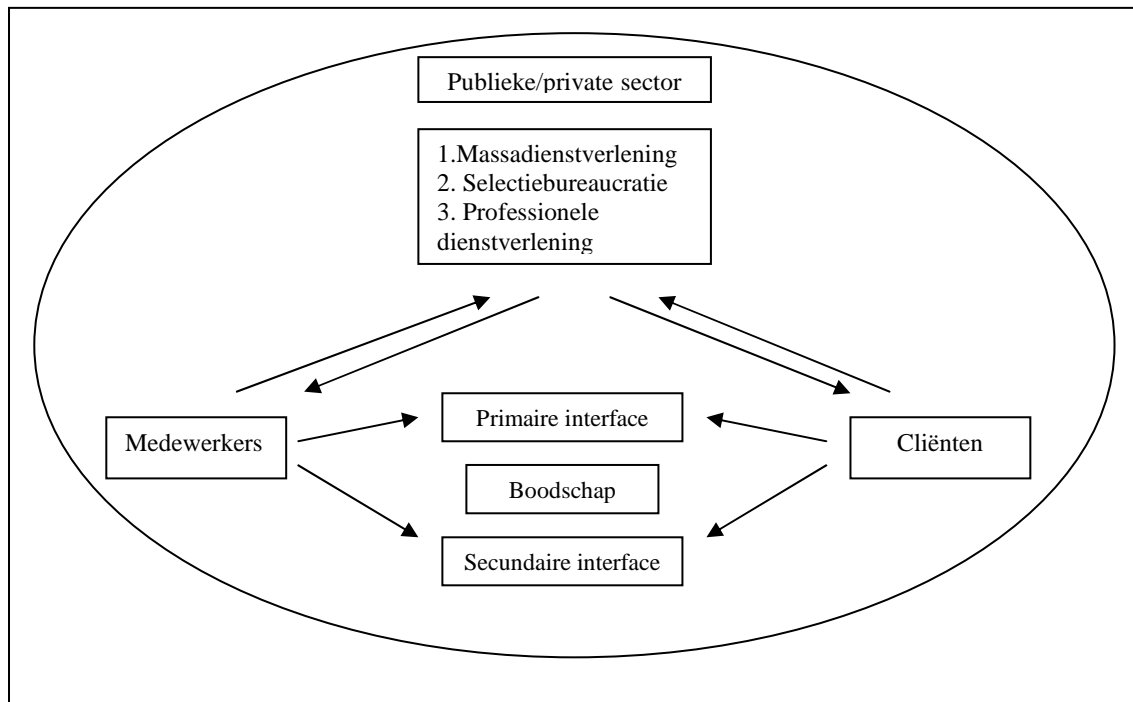 Publieke/private sector
1.Massadienstverlening
2. Selectiebureaucratie
3. Professionele
dienstverlening
Primaire interface
Medewerkers
Cliënten
Boodschap
Secundaire interface